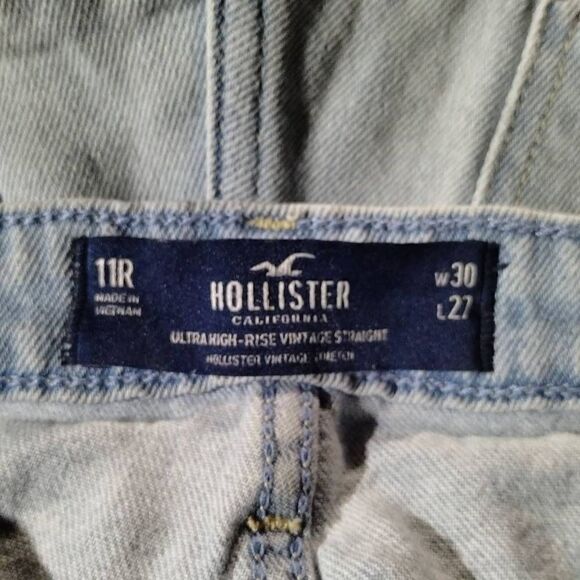 11R
MADE IN
VIETNAM
HOLLISTER
CALIFORNIA
ULTRA HIGH-RISE VINTAGE STRAIGHT
HOLLISTER VINTAGE STRETCH
W30
L27